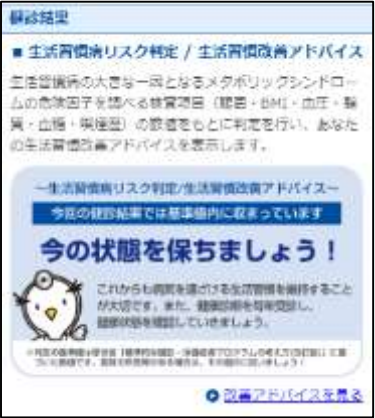 健診結果
■ 生活習慣病リスク判定 / 生活習慣改善アドバイス
生活習慣病の大きな一因となるメタボリックシンドロー
ムの危険因子を調べる検査項目（腹囲・BMI・血圧・脂
質・血糖・喫煙歴）の数値をもとに判定を行い、あなた
の生活習慣改善アドバイスを表示します。
～生活習慣病リスク判定/生活習慣改善アドバイス～
今回の健診結果では基準値内に収まっています
今の状態を保ちましょう！
これからも病気を遠ざける生活習慣を維持すること
が大切です。また、健康診断を毎年受診し、
健康状態を確認していきましょう。
改善アドバイスを見る